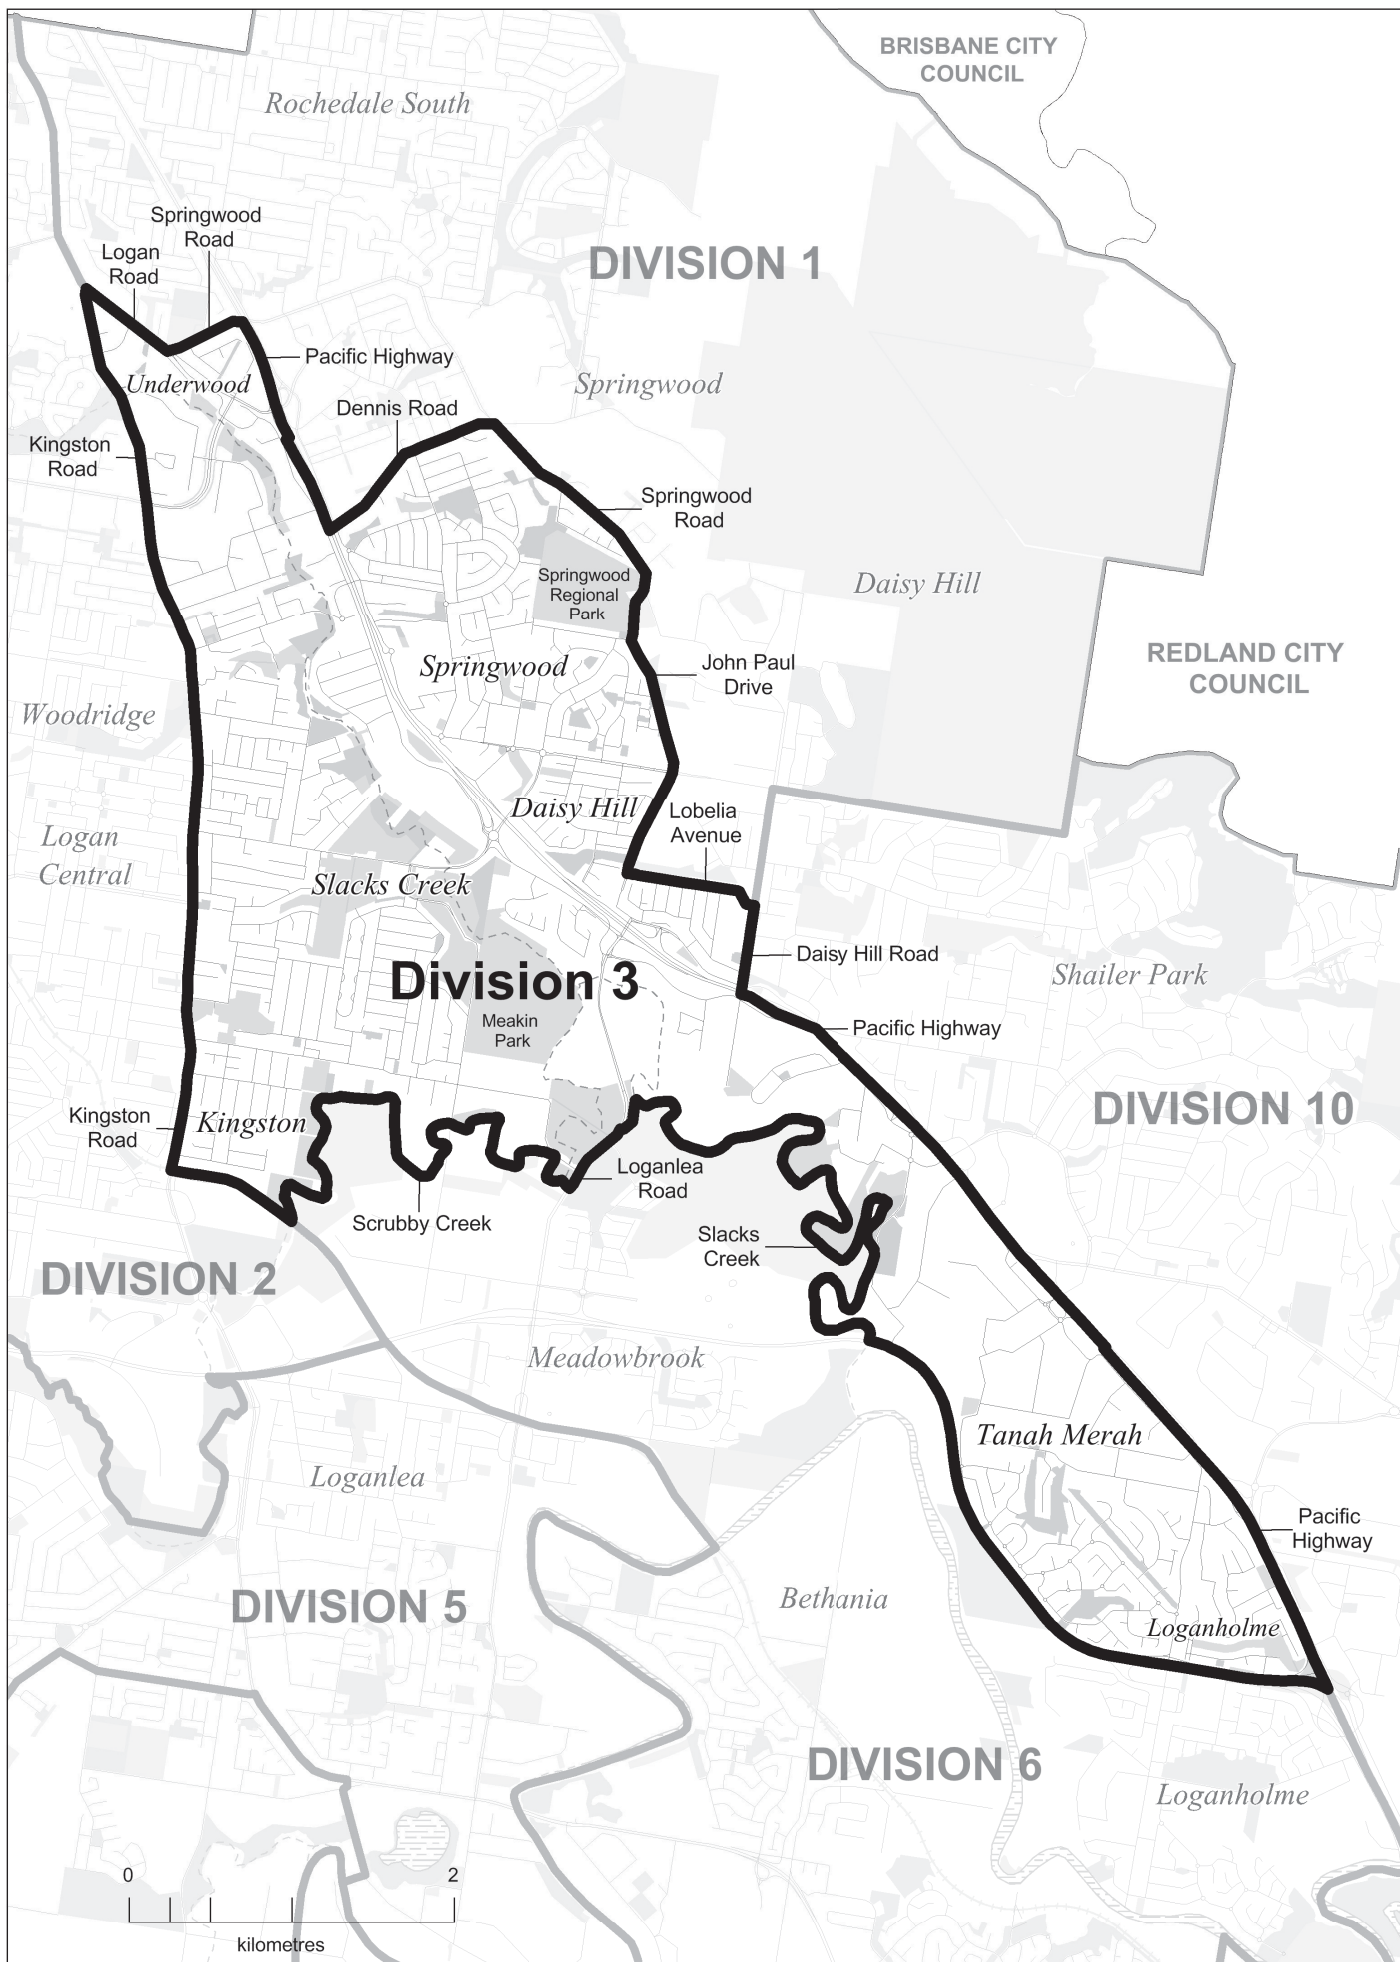 BRISBANE CITY
COUNCIL
Rochedale South
Springwood
Road
Logan
Road
DIVISION 1
Pacific Highway
Underwood
Springwood
Dennis Road
Kingston
Road
Springwood
Road
Springwood
Regional
Park
Daisy Hill
REDLAND CITY
COUNCIL
Springwood
John Paul
Drive
Woodridge
Daisy Hill
Lobelia
Avenue
Logan
Central
Slacks Creek
Daisy Hill Road
Division 3
Shailer Park
Meakin
Park
Pacific Highway
DIVISION 10
Kingston
Road
Kingston
Loganlea
Road
Scrubby Creek
Slacks
Creek
DIVISION 2
Meadowbrook
Tanah Merah
Loganlea
Pacific
Highway
Bethania
DIVISION 5
Loganholme
DIVISION 6
Loganholme
0 2
kilometres